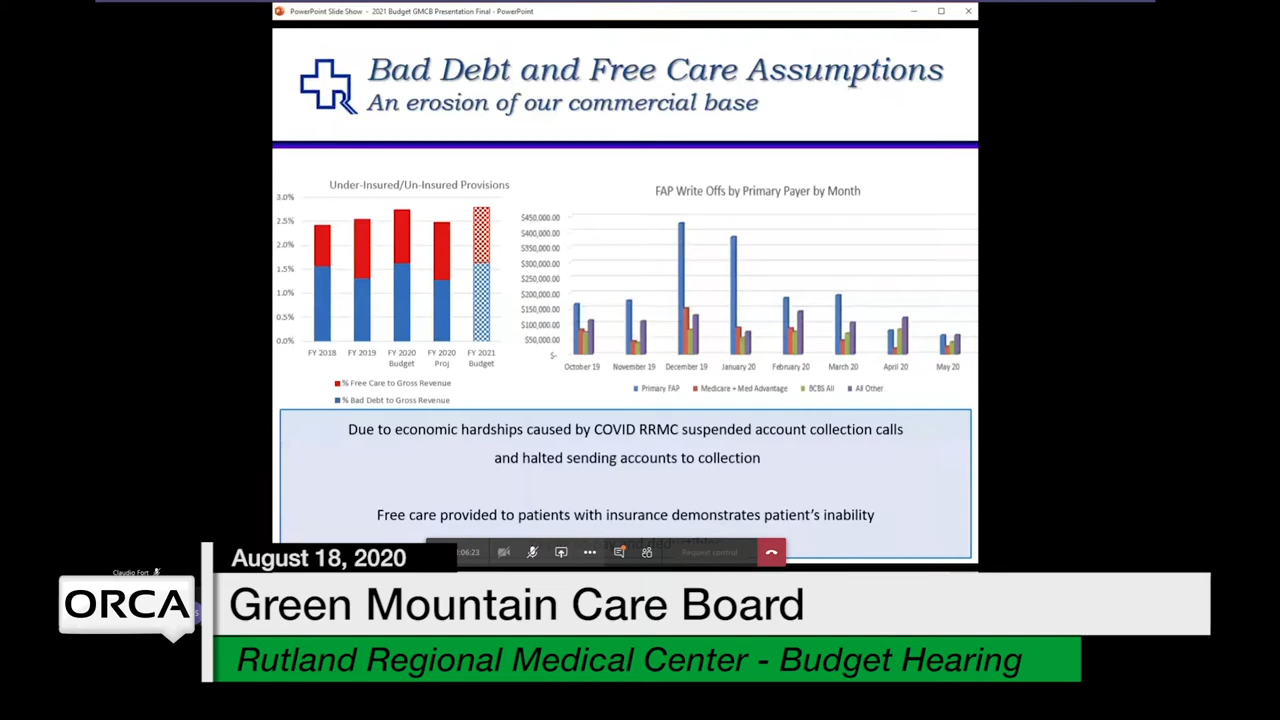 PowerPoint Slide Show - 2021 Budget GMCB Presentation Final - PowerPoint
Bad Debt and Free Care Assumptions
An erosion of our commercial base
Under-Insured/Un-Insured Provisions
3.0%
2.5%
2.0%
1.5%
1.0%
0.5%
0.0%
FY 2018
FY 2019
FY 2020 Budget
FY 2020 Proj
FY 2021 Budget
% Free Care to Gross Revenue
% Bad Debt to Gross Revenue
FAP Write Offs by Primary Payer by Month
$450,000.00
$400,000.00
$350,000.00
$300,000.00
$250,000.00
$200,000.00
$150,000.00
$100,000.00
$50,000.00
$-
October 19
November 19
December 19
January 20
February 20
March 20
April 20
May 20
Primary FAP
Medicare + Med Advantage
BCBS All
All Other
Due to economic hardships caused by COVID RRMC suspended account collection calls
and halted sending accounts to collection
Free care provided to patients with insurance demonstrates patient's inability
06:23
Request control
August 18, 2020
Claudio Fort
ORCA
Green Mountain Care Board
Rutland Regional Medical Center - Budget Hearing